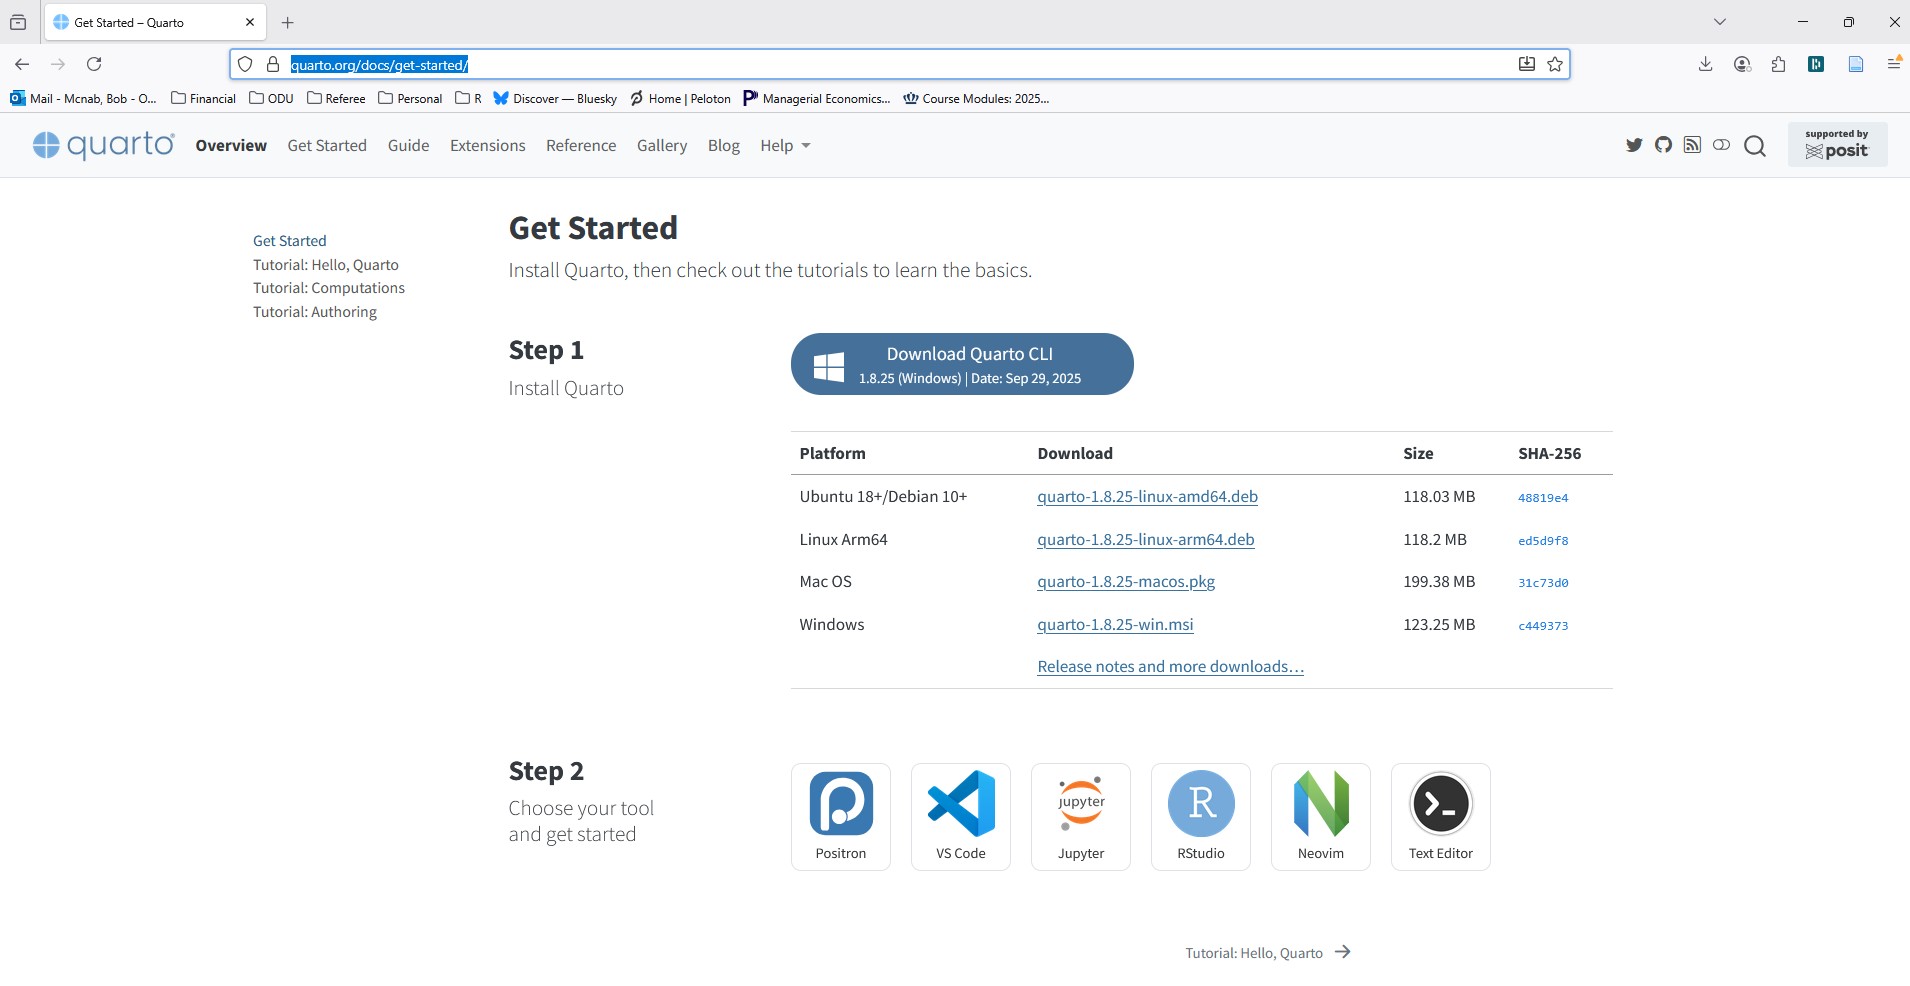 Get Started – Quarto
quarto.org/docs/get-started/
Mail - Mcnab, Bob - O... Financial ODU Referee Personal R Discover — Bluesky Home | Peloton Managerial Economics... Course Modules: 2025...
quarto Overview Get Started Guide Extensions Reference Gallery Blog Help
supported by
posit
Get Started
Tutorial: Hello, Quarto
Tutorial: Computations
Tutorial: Authoring
Get Started
Install Quarto, then check out the tutorials to learn the basics.
Step 1
Install Quarto
Download Quarto CLI
1.8.25 (Windows) | Date: Sep 29, 2025
Platform Download Size SHA-256
Ubuntu 18+/Debian 10+ quarto-1.8.25-linux-amd64.deb 118.03 MB 48819e4
Linux Arm64 quarto-1.8.25-linux-arm64.deb 118.2 MB ed5d9f8
Mac OS quarto-1.8.25-macos.pkg 199.38 MB 31c73d0
Windows quarto-1.8.25-win.msi 123.25 MB c449373
Release notes and more downloads…
Step 2
Choose your tool
and get started
jupyter
R
Positron VS Code Jupyter RStudio Neovim Text Editor
Tutorial: Hello, Quarto